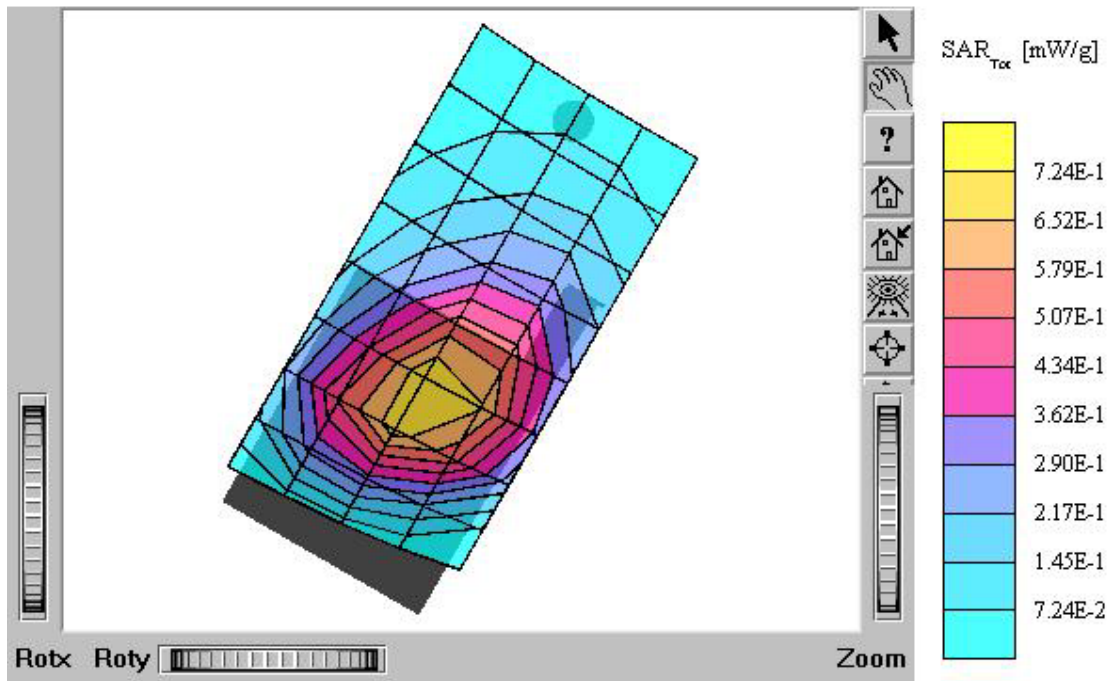 SAR_Tot [mW/g]
?
7.24E-1
6.52E-1
5.79E-1
5.07E-1
4.34E-1
3.62E-1
2.90E-1
2.17E-1
1.45E-1
7.24E-2
Rotx Roty Zoom